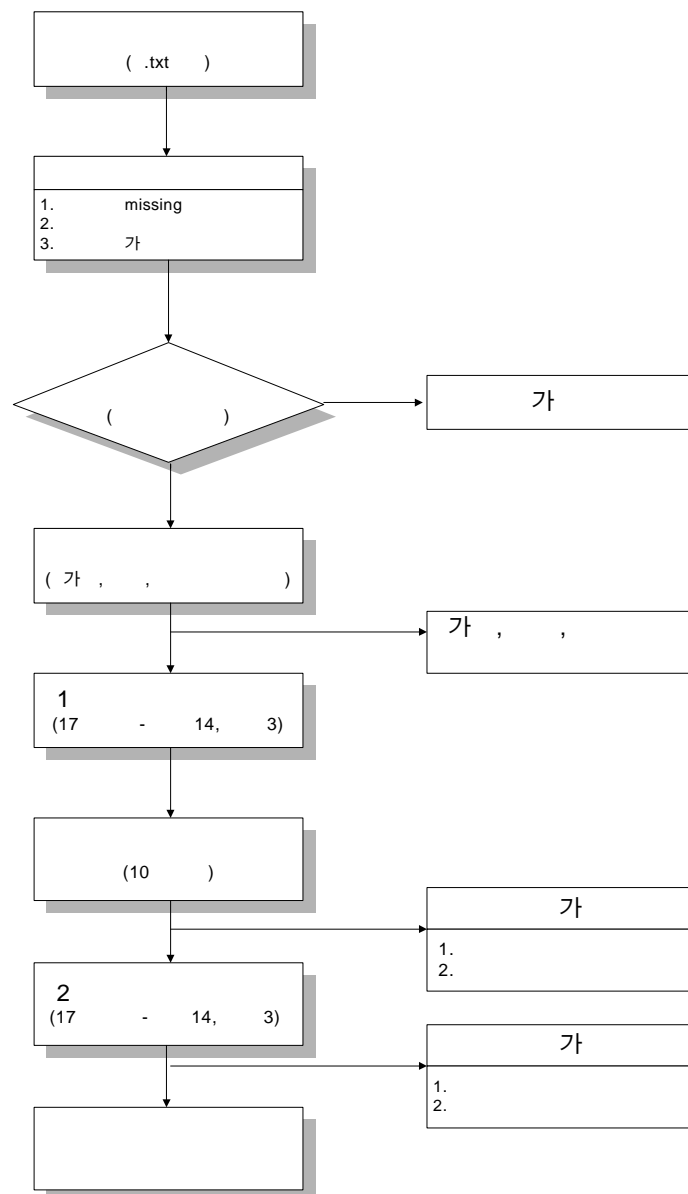 ( .txt )
1. missing
2.
3. 가
( )
가
( 가 , , )
가 , ,
1
(17 - 14, 3)
(10 )
가
1.
2.
2
(17 - 14, 3)
가
1.
2.